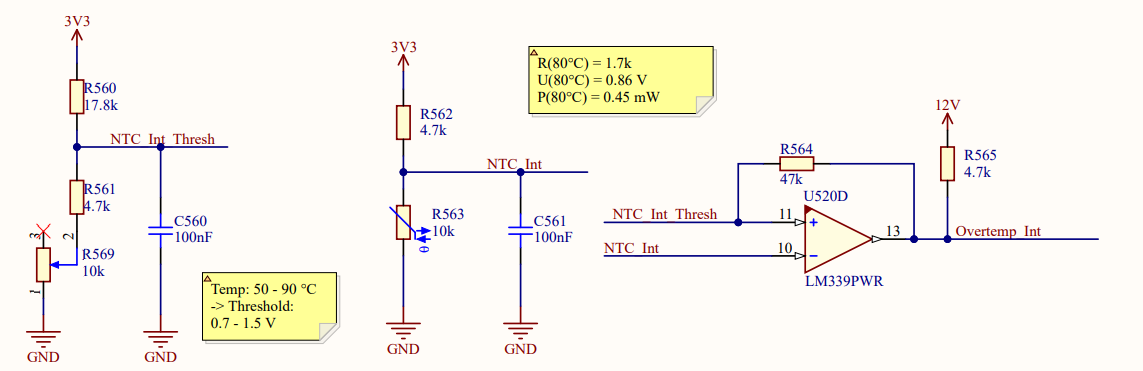 3V3
R560
17.8k
NTC_Int_Thresh
R561
4.7k
3
2
R569
10k
1
C560
100nF
GND
GND
Temp: 50 - 90 °C
-> Threshold:
0.7 - 1.5 V
3V3
R562
4.7k
NTC_Int
R563
10k
θ
C561
100nF
GND
GND
R(80°C) = 1.7k
U(80°C) = 0.86 V
P(80°C) = 0.45 mW
12V
R564
47k
R565
4.7k
U520D
NTC_Int_Thresh
11
+
NTC_Int
10
-
13
Overtemp_Int
LM339PWR